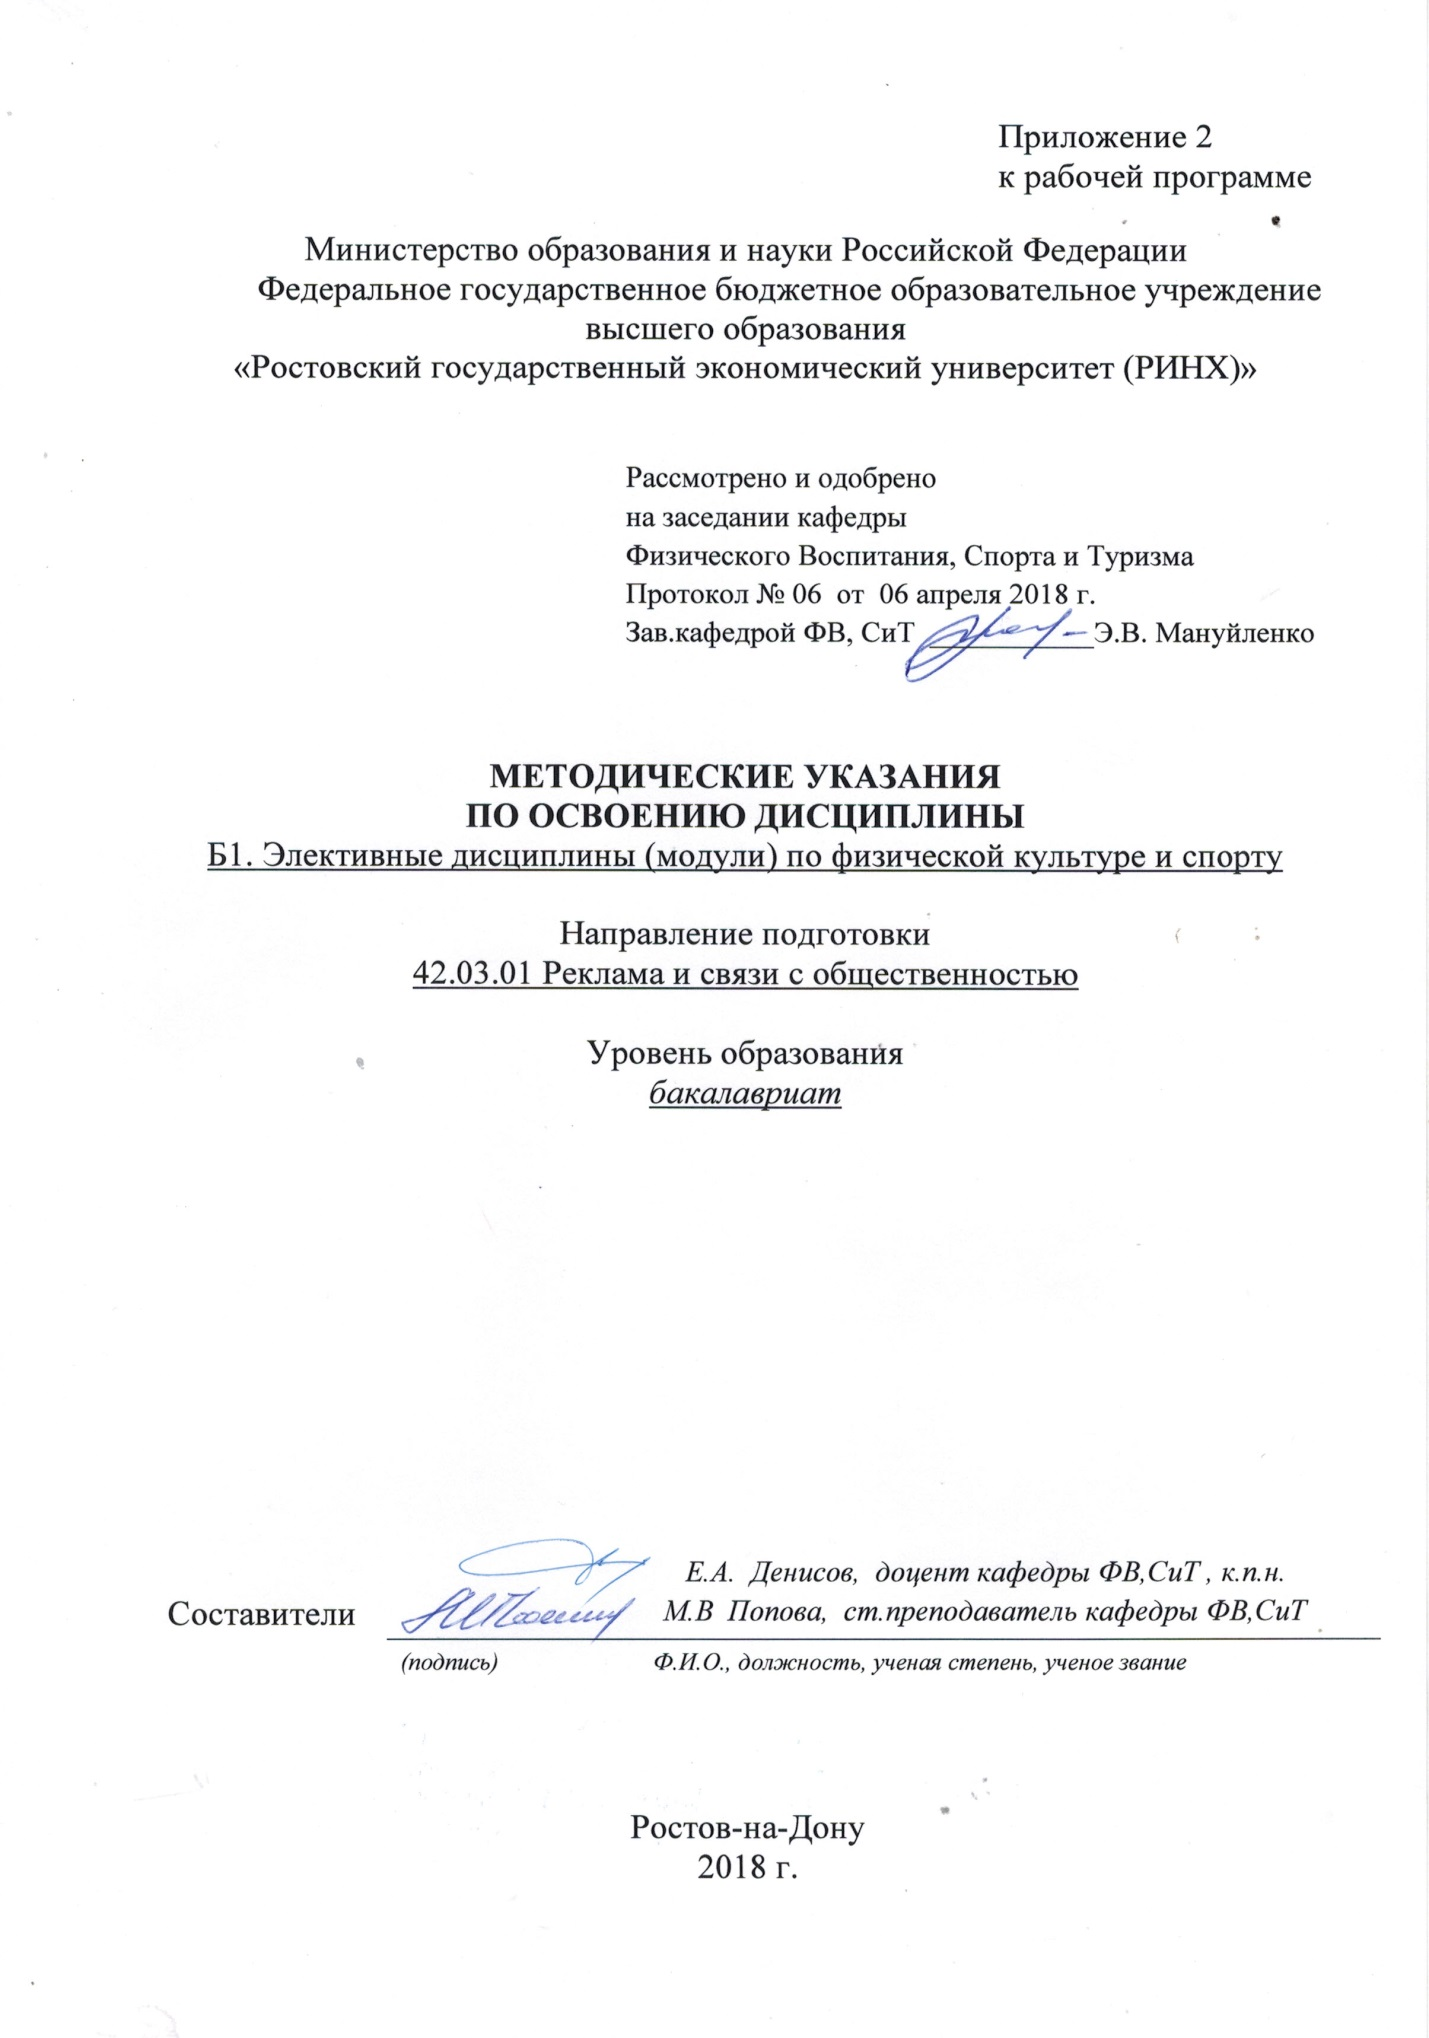 Приложение 2
к рабочей программе
Министерство образования и науки Российской Федерации
Федеральное государственное бюджетное образовательное учреждение
высшего образования
«Ростовский государственный экономический университет (РИНХ)»
Рассмотрено и одобрено
на заседании кафедры
Физического Воспитания, Спорта и Туризма
Протокол № 06 от 06 апреля 2018 г.
Зав.кафедрой ФВ, СиТ ____________Э.В. Мануйленко
МЕТОДИЧЕСКИЕ УКАЗАНИЯ
ПО ОСВОЕНИЮ ДИСЦИПЛИНЫ
Б1. Элективные дисциплины (модули) по физической культуре и спорту
Направление подготовки
42.03.01 Реклама и связи с общественностью
Уровень образования
бакалавриат
Е.А. Денисов, доцент кафедры ФВ,СиТ , к.п.н.
Составители М.В Попова, ст.преподаватель кафедры ФВ,СиТ
(подпись) Ф.И.О., должность, ученая степень, ученое звание
Ростов-на-Дону
2018 г.